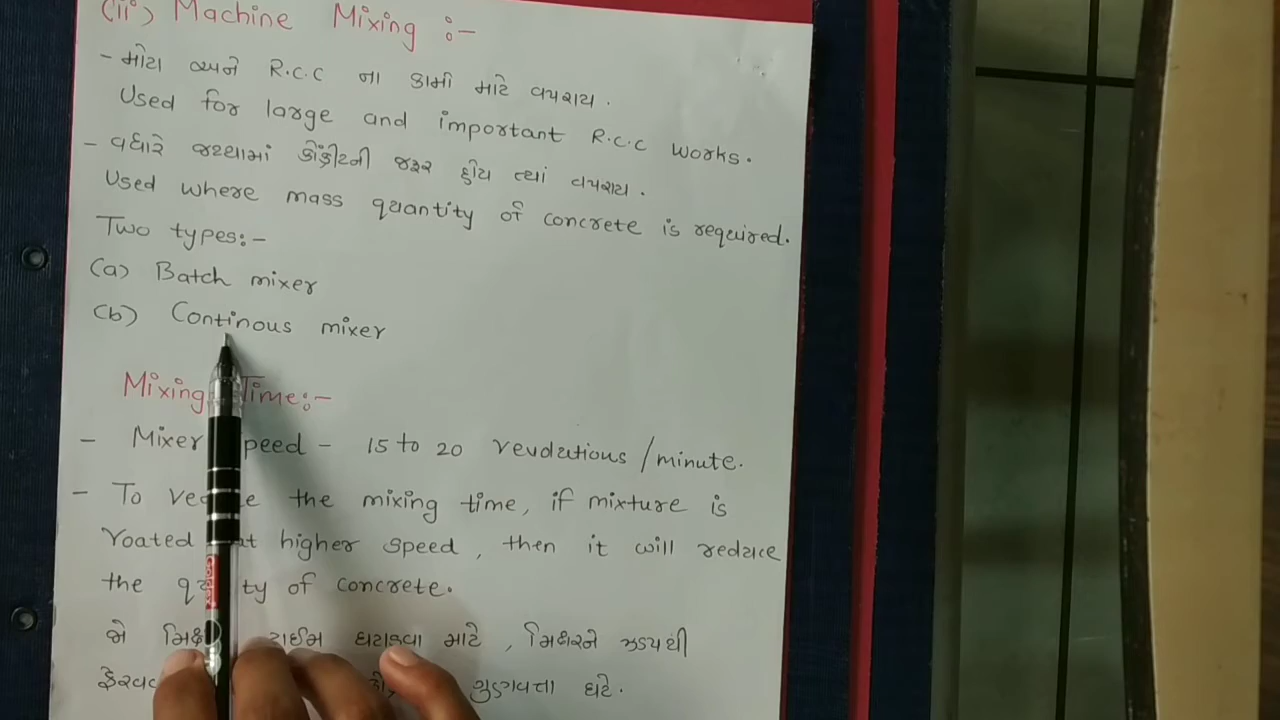 (ii) Machine Mixing :-
- મોટા અને R.C.C ના કામો માટે વપરાય .
Used for large and important R.C.C works.
- વધારે જથ્થામાં કોંક્રીટની જરૂર હોય ત્યાં વપરાય .
Used where mass quantity of concrete is required.
Two types:-
(a) Batch mixer
(b) Continous mixer
Mixing Time:-
- Mixer speed - 15 to 20 revolutions /minute.
- To the mixing time, if mixture is
roated at higher speed, then it will reduce
the of concrete.
જો ટાઈમ ઘટાડવા માટે , મિક્ષરને ઝડપથી
ગુણવત્તા ઘટે.